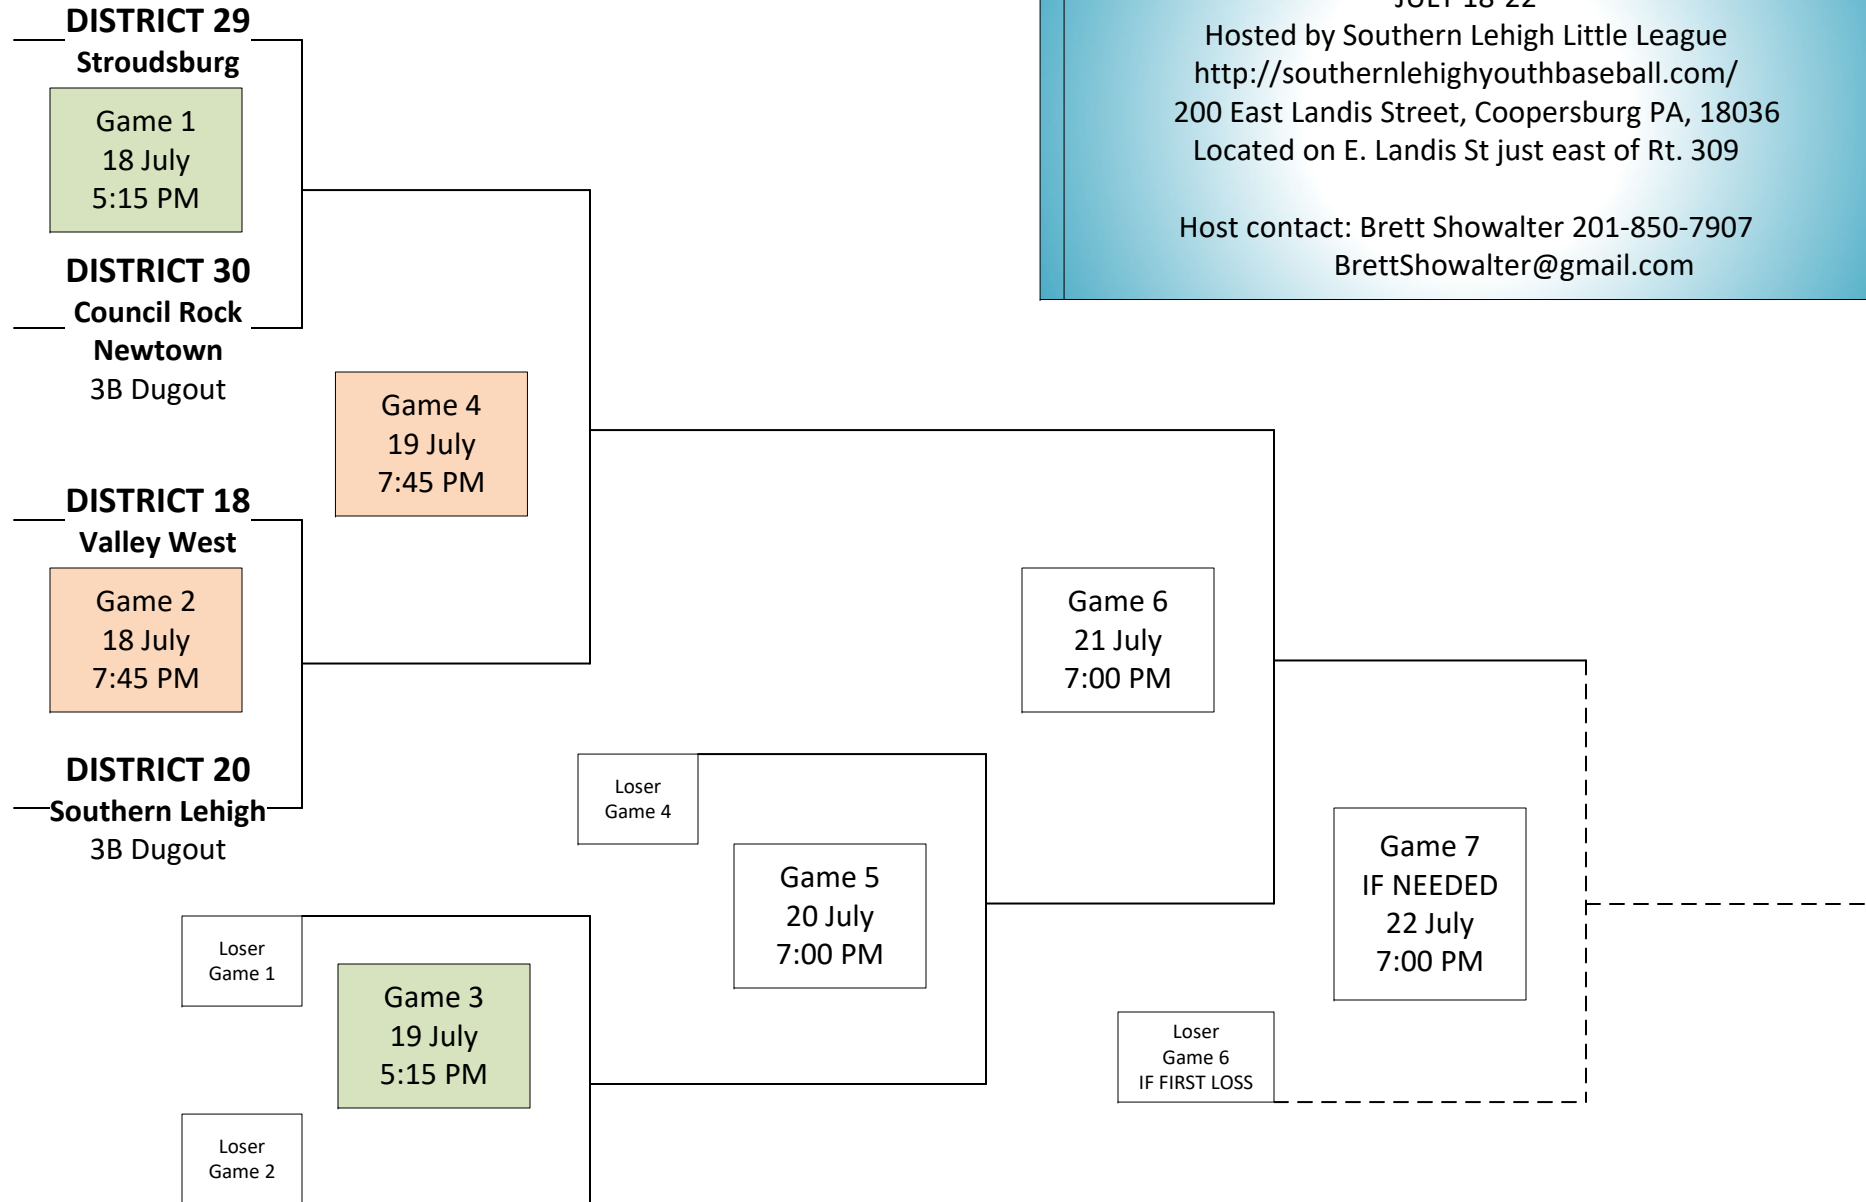 DISTRICT 29
Stroudsburg
Game 1
18 July
5:15 PM
DISTRICT 30
Council Rock
Newtown
3B Dugout
JULY 18-22
Hosted by Southern Lehigh Little League
http://southernlehighyouthbaseball.com/
200 East Landis Street, Coopersburg PA, 18036
Located on E. Landis St just east of Rt. 309
Host contact: Brett Showalter 201-850-7907
BrettShowalter@gmail.com
Game 4
19 July
7:45 PM
DISTRICT 18
Valley West
Game 2
18 July
7:45 PM
DISTRICT 20
Southern Lehigh
3B Dugout
Game 6
21 July
7:00 PM
Loser
Game 4
Game 5
20 July
7:00 PM
Game 7
IF NEEDED
22 July
7:00 PM
Loser
Game 1
Game 3
19 July
5:15 PM
Loser
Game 6
IF FIRST LOSS
Loser
Game 2